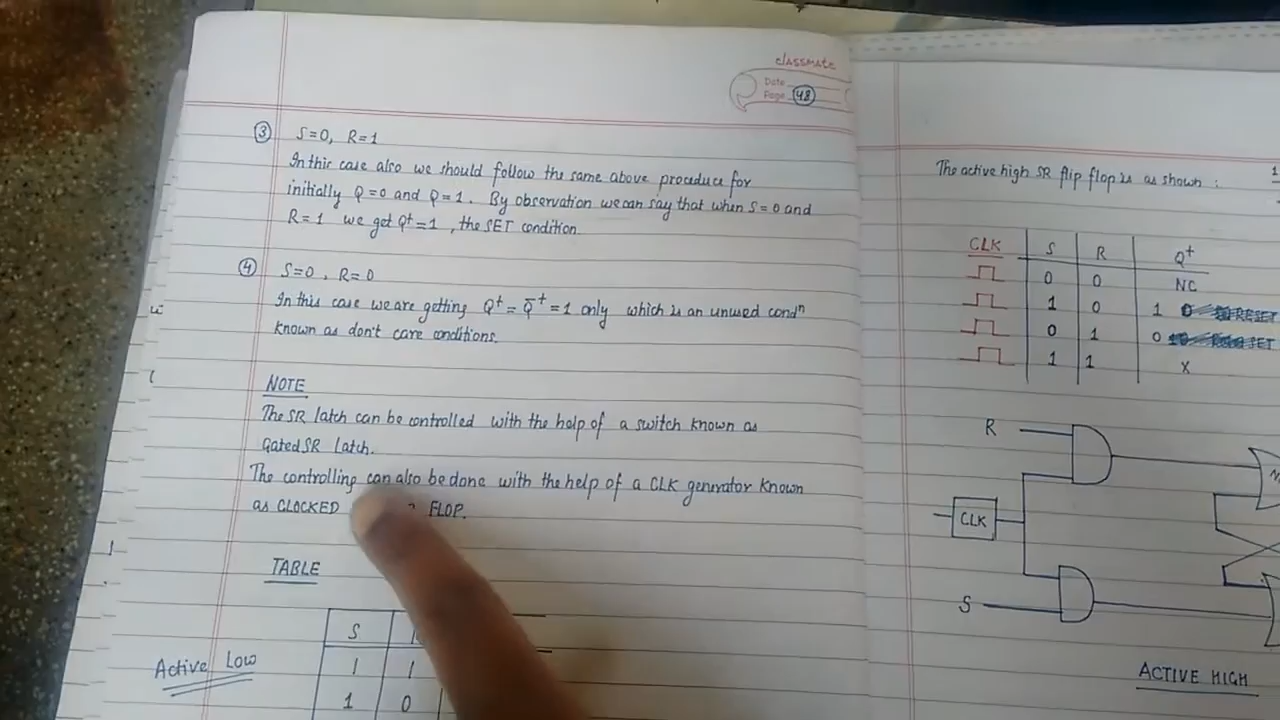 classmate
Date
Page 48
③ S=0, R=1
In this case also we should follow the same above procedure for
initially Q=0 and Q=1. By observation we can say that when S=0 and
R=1 we get Q+=1, the SET condition.
④ S=0, R=0
In this case we are getting Q+ = Q̅+ = 1 only which is an unused condn
known as don't care conditions.
NOTE
The SR latch can be controlled with the help of a switch known as
Gated SR Latch.
The controlling can also be done with the help of a CLK generator known
as CLOCKED FLOP.
TABLE
S
Active Low
1 1
1 0
The active high SR flip flop is as shown :
CLK S R Q+
0 0 NC
1 0 1 RESET
0 1 0 SET
1 1 X
R
CLK
S
ACTIVE HIGH